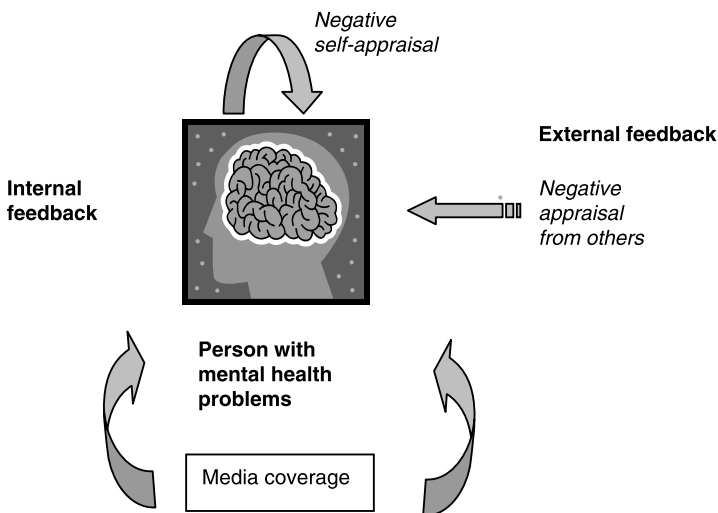 Negative
self-appraisal
External feedback
Internal
feedback
Negative
appraisal
from others
Person with
mental health
problems
Media coverage